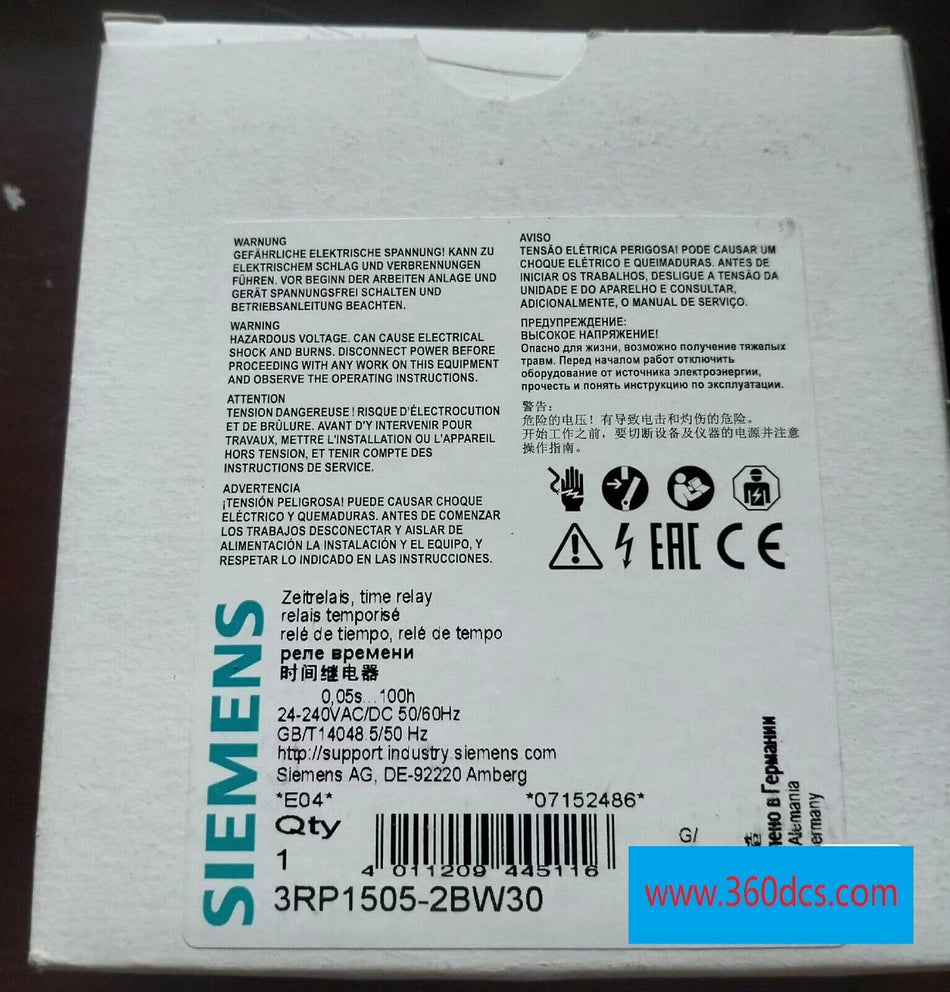 WARNUNG
GEFÄHRLICHE ELEKTRISCHE SPANNUNG! KANN ZU
ELEKTRISCHEM SCHLAG UND VERBRENNUNGEN
FÜHREN. VOR BEGINN DER ARBEITEN ANLAGE UND
GERÄT SPANNUNGSFREI SCHALTEN UND
BETRIEBSANLEITUNG BEACHTEN.
WARNING
HAZARDOUS VOLTAGE. CAN CAUSE ELECTRICAL
SHOCK AND BURNS. DISCONNECT POWER BEFORE
PROCEEDING WITH ANY WORK ON THIS EQUIPMENT
AND OBSERVE THE OPERATING INSTRUCTIONS.
ATTENTION
TENSION DANGEREUSE! RISQUE D'ÉLECTROCUTION
ET DE BRÛLURE. AVANT D'Y INTERVENIR POUR
TRAVAUX, METTRE L'INSTALLATION OU L'APPAREIL
HORS TENSION, ET TENIR COMPTE DES
INSTRUCTIONS DE SERVICE.
ADVERTENCIA
¡TENSIÓN PELIGROSA! PUEDE CAUSAR CHOQUE
ELÉCTRICO Y QUEMADURAS. ANTES DE COMENZAR
LOS TRABAJOS DESCONECTAR Y AISLAR DE
ALIMENTACIÓN LA INSTALACIÓN Y EL EQUIPO, Y
RESPETAR LO INDICADO EN LAS INSTRUCCIONES.
AVISO
TENSÃO ELÉTRICA PERIGOSA! PODE CAUSAR UM
CHOQUE ELÉTRICO E QUEIMADURAS. ANTES DE
INICIAR OS TRABALHOS, DESLIGUE A TENSÃO DA
UNIDADE E DO APARELHO E CONSULTAR,
ADICIONALMENTE, O MANUAL DE SERVIÇO.
ПРЕДУПРЕЖДЕНИЕ:
ВЫСОКОЕ НАПРЯЖЕНИЕ!
Опасно для жизни, возможно получение тяжелых
травм. Перед началом работ отключить
оборудование от источника электроэнергии,
прочесть и понять инструкцию по эксплуатации.
警告:
危险的电压! 有导致电击和灼伤的危险。
开始工作之前, 要切断设备及仪器的电源并注意
操作指南。
EAC CE
SIEMENS
Zeitrelais, time relay
relais temporisé
relé de tiempo, relé de tempo
реле времени
时间继电器
0,05s...100h
24-240VAC/DC 50/60Hz
GB/T14048.5/50 Hz
http://support.industry.siemens.com
Siemens AG, DE-92220 Amberg
*E04* *07152486*
Qty
1
4 011209 445116
3RP1505-2BW30
G/
Германии
Alemania
www.360dcs.com